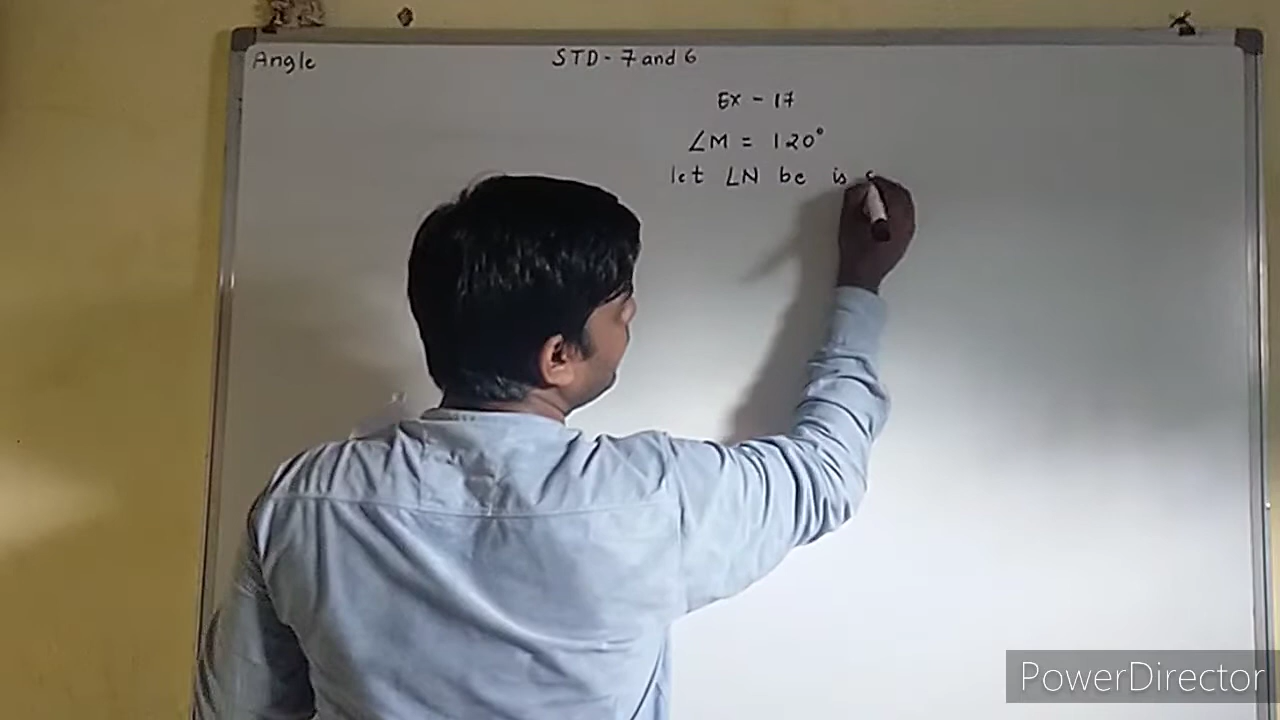 Angle
STD - 7 and 6
Ex - 17
∠M = 120°
let ∠N be is
PowerDirector